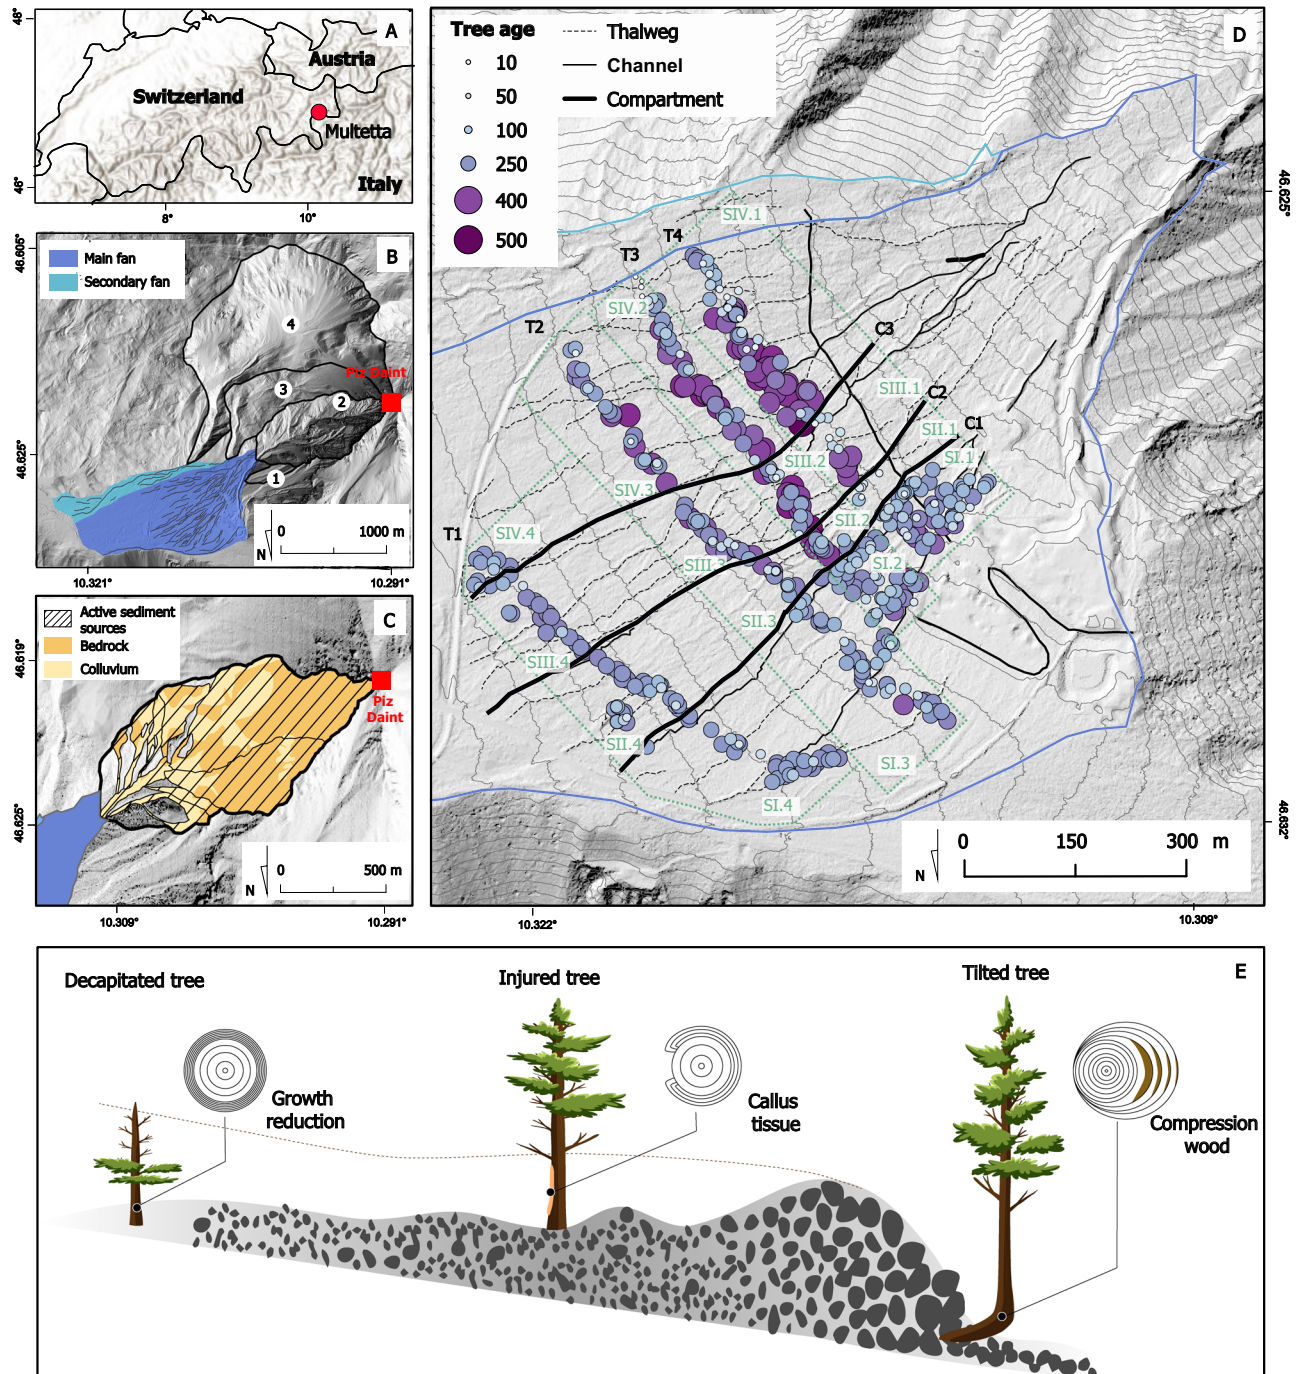 A
48°
46°
8°
10°
Austria
Switzerland
Multetta
Italy
B
Main fan
Secondary fan
46.605°
46.625°
4
3
2
1
Piz Daint
N
0
1000 m
10.321°
10.291°
C
Active sediment
sources
Bedrock
Colluvium
46.619°
46.625°
Piz
Daint
N
0
500 m
10.309°
10.291°
D
Tree age
10
50
100
250
400
500
Thalweg
Channel
Compartment
46.625°
46.632°
SIV.1
T4
T3
SIV.2
T2
C3
SIII.1
C2
SII.1
C1
SI.1
SIII.2
SIV.3
SII.2
SIV.4
T1
SIII.3
SI.2
SII.3
SIII.4
SII.4
SI.3
SI.4
N
0
150
300 m
10.322°
10.309°
E
Decapitated tree
Injured tree
Tilted tree
Growth
reduction
Callus
tissue
Compression
wood